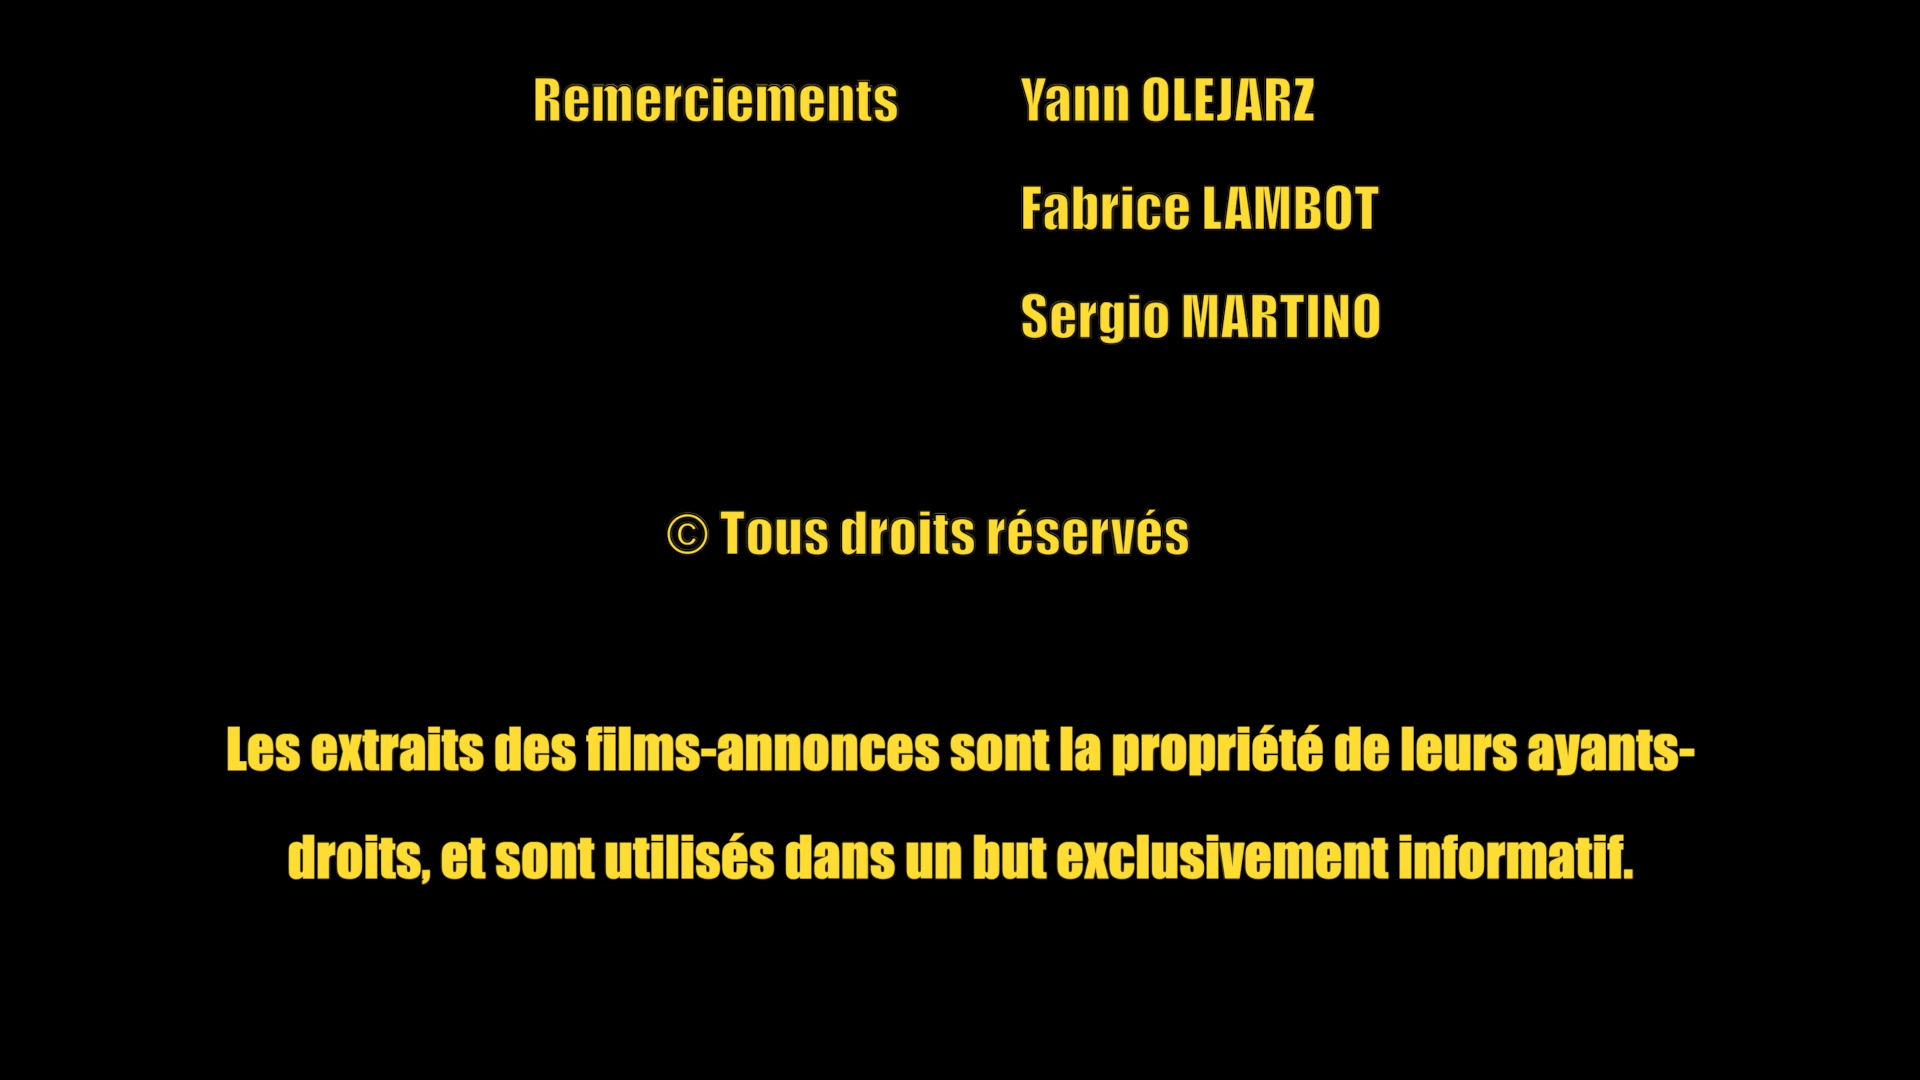 Remerciements Yann OLEJARZ
Fabrice LAMBOT
Sergio MARTINO
© Tous droits réservés
Les extraits des films-annonces sont la propriété de leurs ayants-
droits, et sont utilisés dans un but exclusivement informatif.